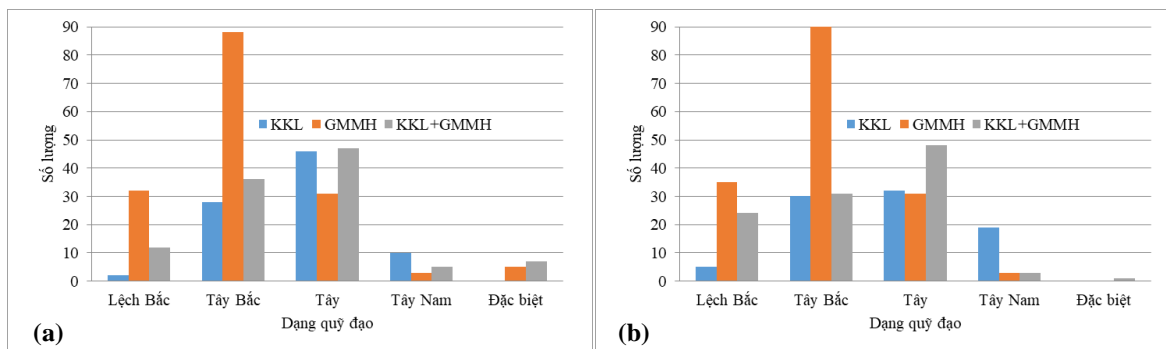 90
80
70
60
50
40
30
20
10
0
Số lượng
KKL GMMH KKL+GMMH
Lệch Bắc Tây Bắc Tây Tây Nam Đặc biệt
Dạng quỹ đạo
(a)
90
80
70
60
50
40
30
20
10
0
Số lượng
KKL GMMH KKL+GMMH
Lệch Bắc Tây Bắc Tây Tây Nam Đặc biệt
Dạng quỹ đạo
(b)